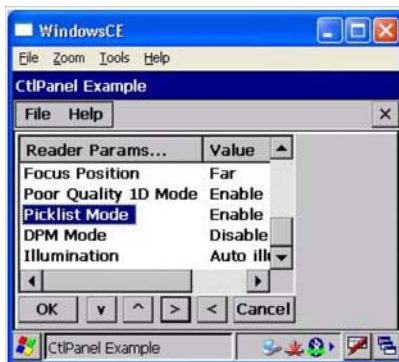 WindowsCE
File Zoom Tools Help
CtlPanel Example
File Help
Reader Params... Value
Focus Position Far
Poor Quality 1D Mode Enable
Picklist Mode Enable
DPM Mode Disable
Illumination Auto
OK v ^ > < Cancel
CtlPanel Example